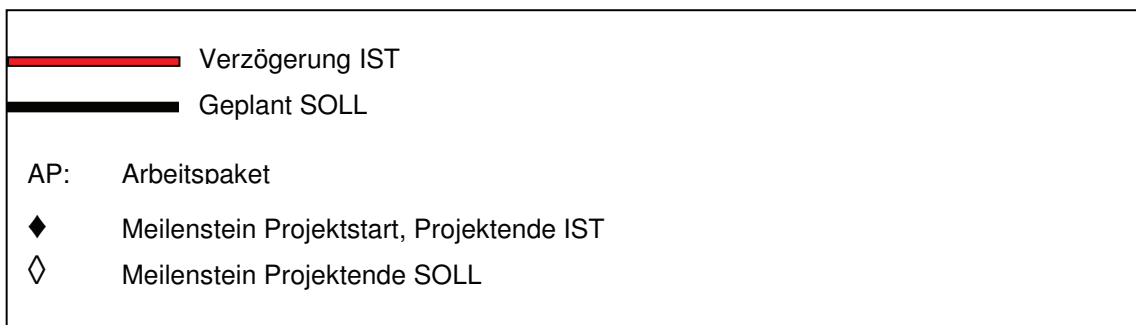 Verzögerung IST
Geplant SOLL
AP: Arbeitspaket
♦ Meilenstein Projektstart, Projektende IST
◊ Meilenstein Projektende SOLL